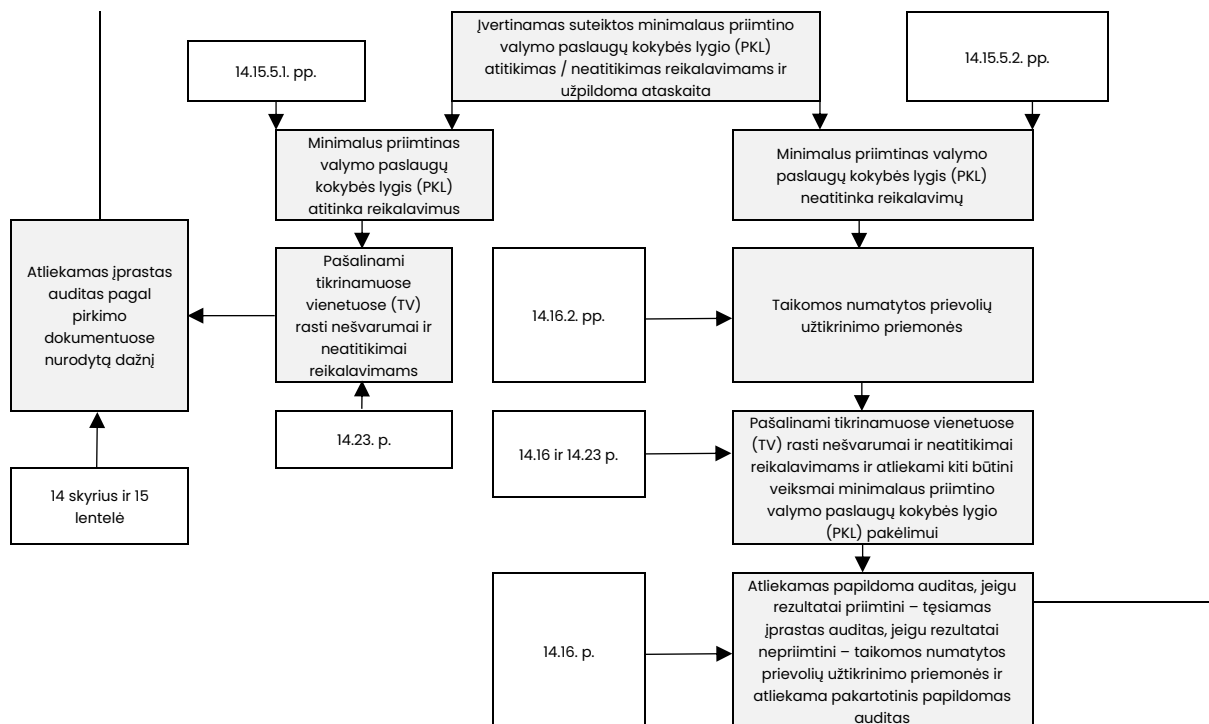 Įvertinamas suteiktos minimalaus priimtino
valymo paslaugų kokybės lygio (PKL)
atitikimas / neatitikimas reikalavimams ir
užpildoma ataskaita
14.15.5.1. pp.
14.15.5.2. pp.
Minimalus priimtinas
valymo paslaugų
kokybės lygis (PKL)
atitinka reikalavimus
Minimalus priimtinas valymo
paslaugų kokybės lygis (PKL)
neatitinka reikalavimų
Atliekamas įprastas
auditas pagal
pirkimo
dokumentuose
nurodytą dažnį
Pašalinami
tikrinamuose
vienetuose (TV)
rasti nešvarumai ir
neatitikimai
reikalavimams
14.16.2. pp.
Taikomos numatytos prievolių
užtikrinimo priemonės
14.23. p.
14.16 ir 14.23 p.
Pašalinami tikrinamuose vienetuose
(TV) rasti nešvarumai ir neatitikimai
reikalavimams ir atliekami kiti būtini
veiksmai minimalaus priimtino
valymo paslaugų kokybės lygio
(PKL) pakėlimui
14 skyrius ir 15
lentelė
14.16. p.
Atliekamas papildoma auditas, jeigu
rezultatai priimtini – tęsiamas
įprastas auditas, jeigu rezultatai
nepriimtini – taikomos numatytos
prievolių užtikrinimo priemonės ir
atliekama pakartotinis papildomas
auditas